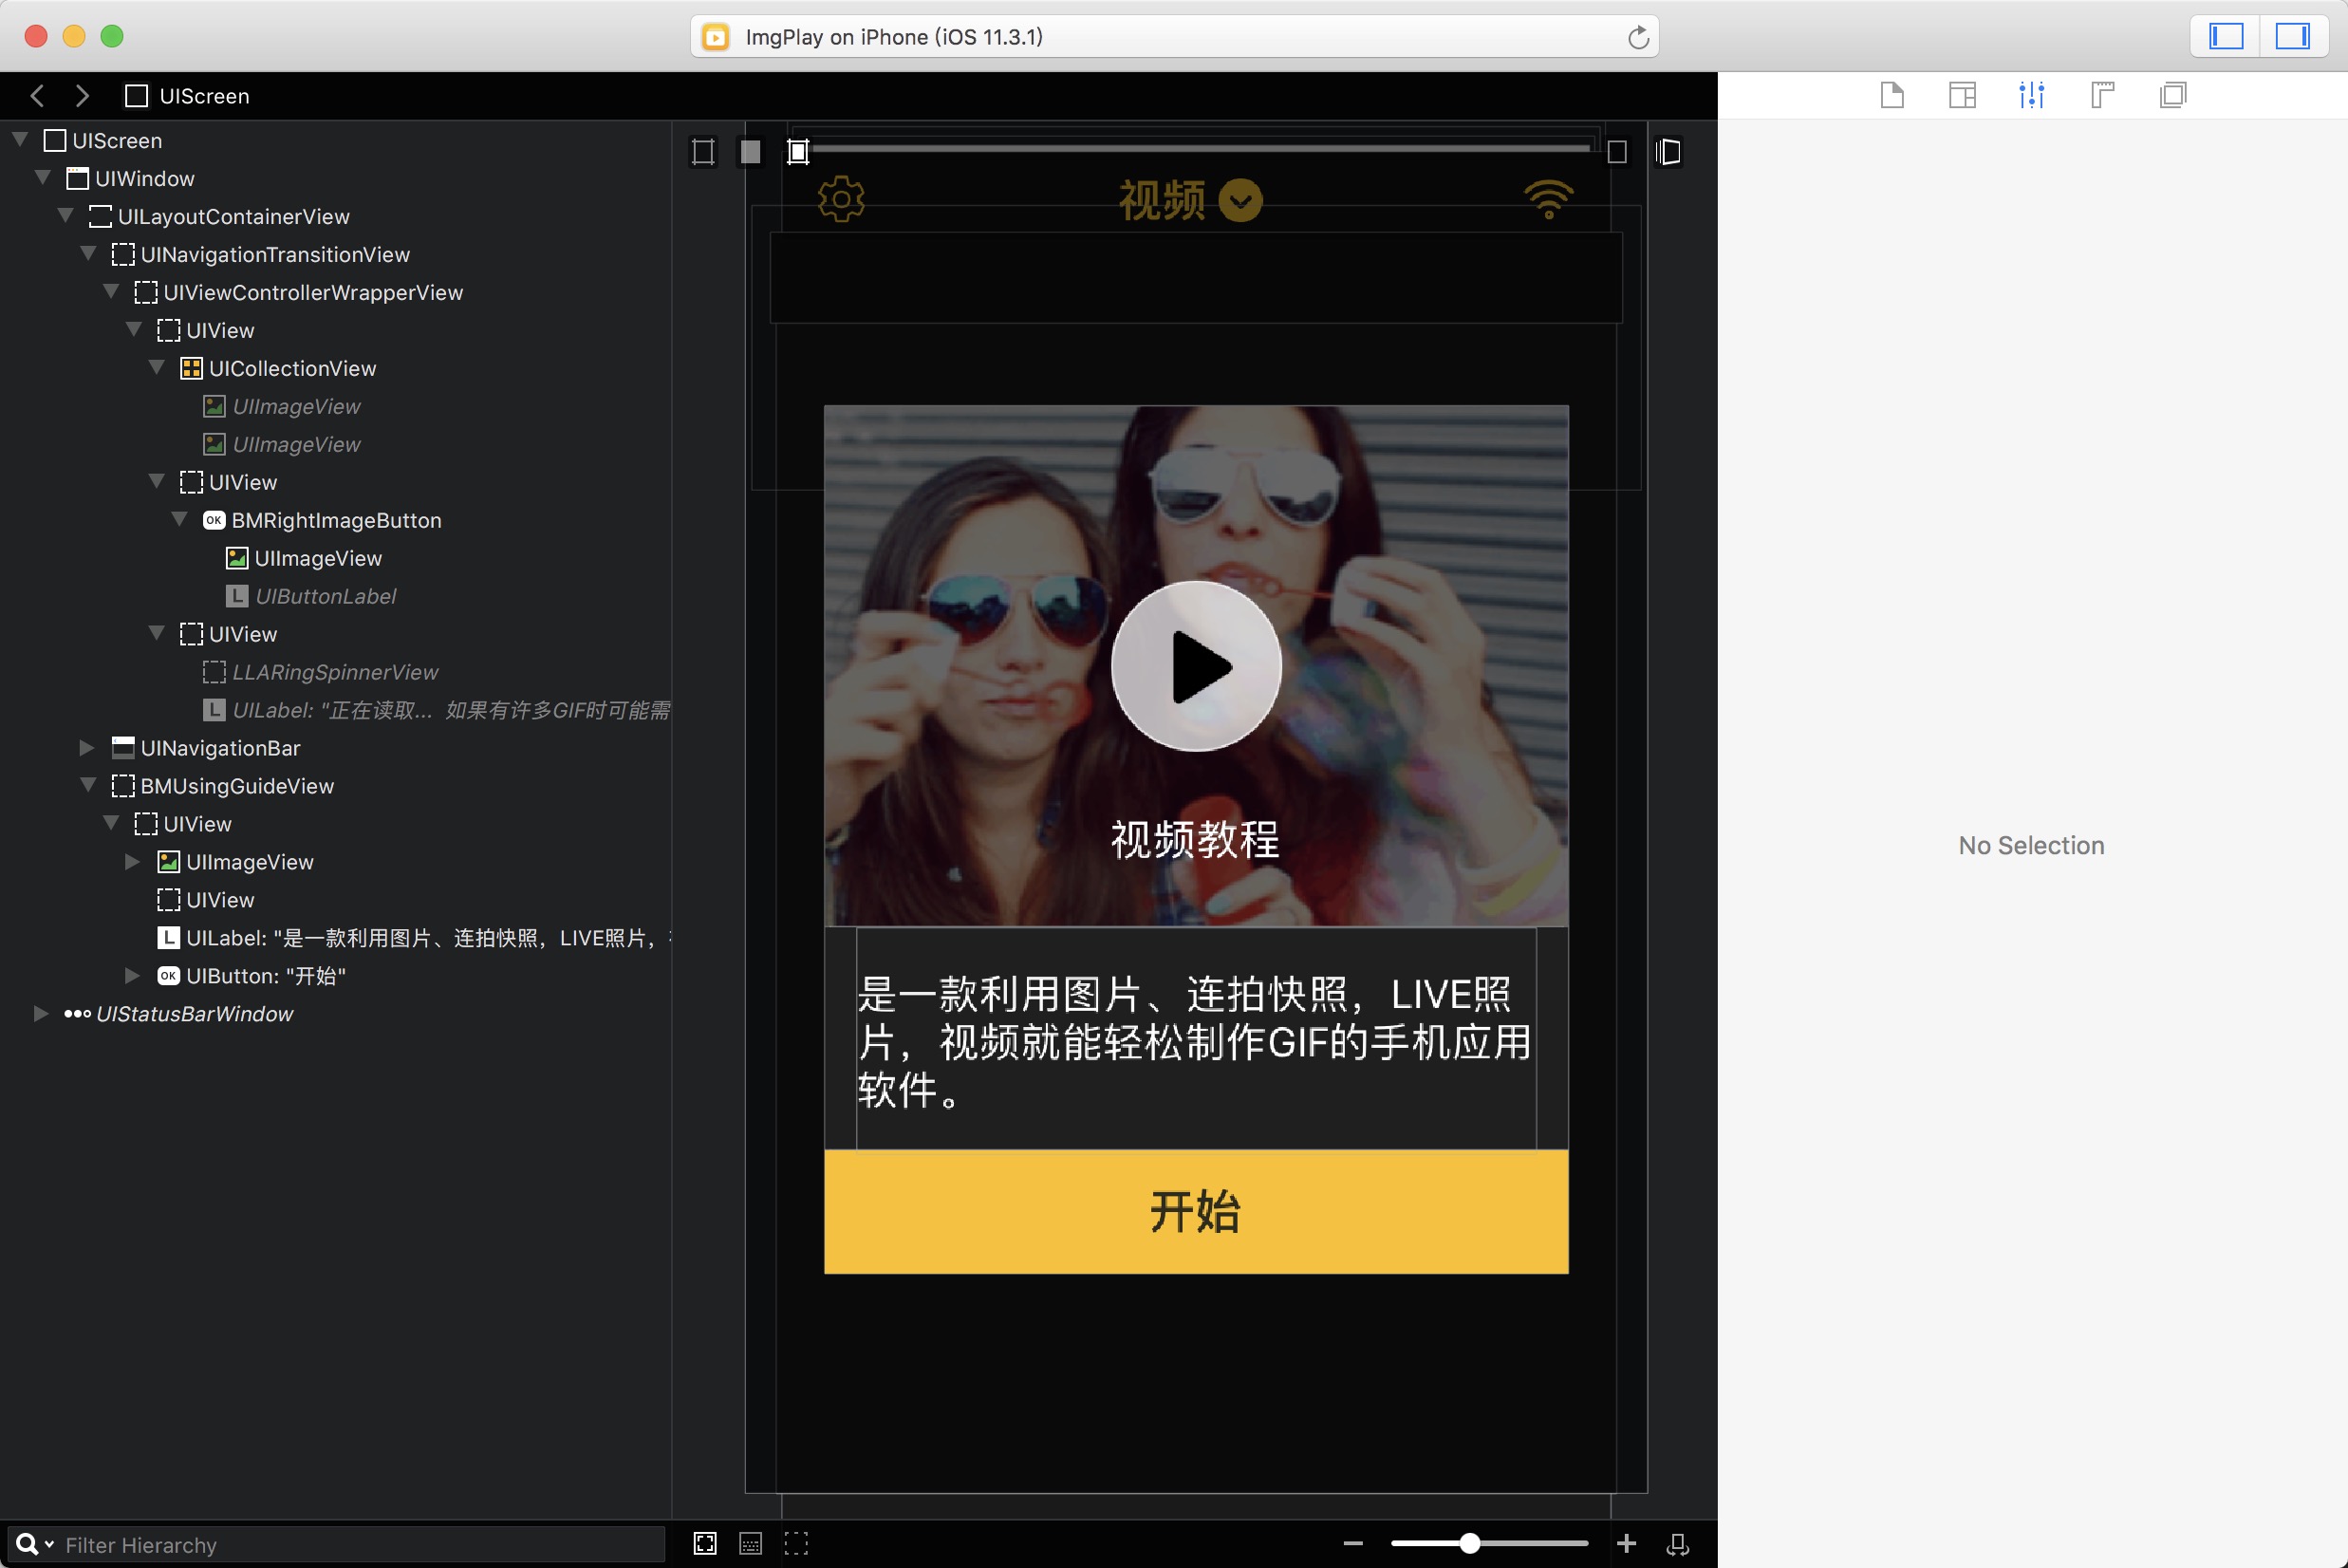 ImgPlay on iPhone (iOS 11.3.1)
UIScreen
UIScreen
UIWindow
UILayoutContainerView
UINavigationTransitionView
UIViewControllerWrapperView
UIView
UICollectionView
UIImageView
UIImageView
UIView
OK BMRightImageButton
UIImageView
L UIButtonLabel
UIView
LLARingSpinnerView
L UILabel: "正在读取... 如果有许多GIF时可能需
UINavigationBar
BMUsingGuideView
UIView
UIImageView
UIView
L UILabel: "是一款利用图片、连拍快照，LIVE照片，
OK UIButton: "开始"
UIStatusBarWindow
Filter Hierarchy
视频
视频教程
是一款利用图片、连拍快照，LIVE照
片，视频就能轻松制作GIF的手机应用
软件。
开始
No Selection